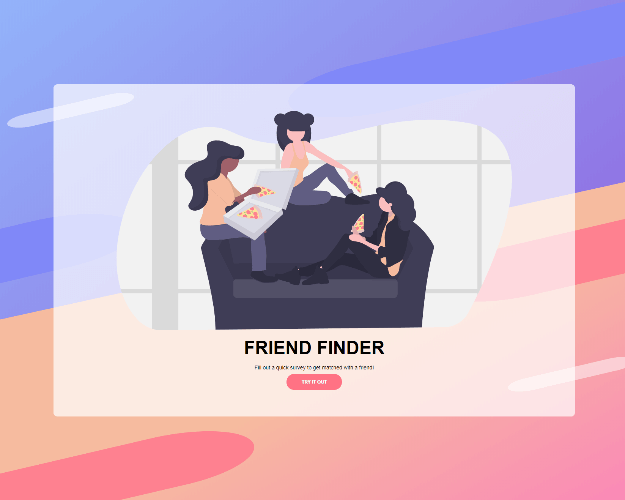 FRIEND FINDER
Fill out a quick survey to get matched with a friend!
TRY IT OUT